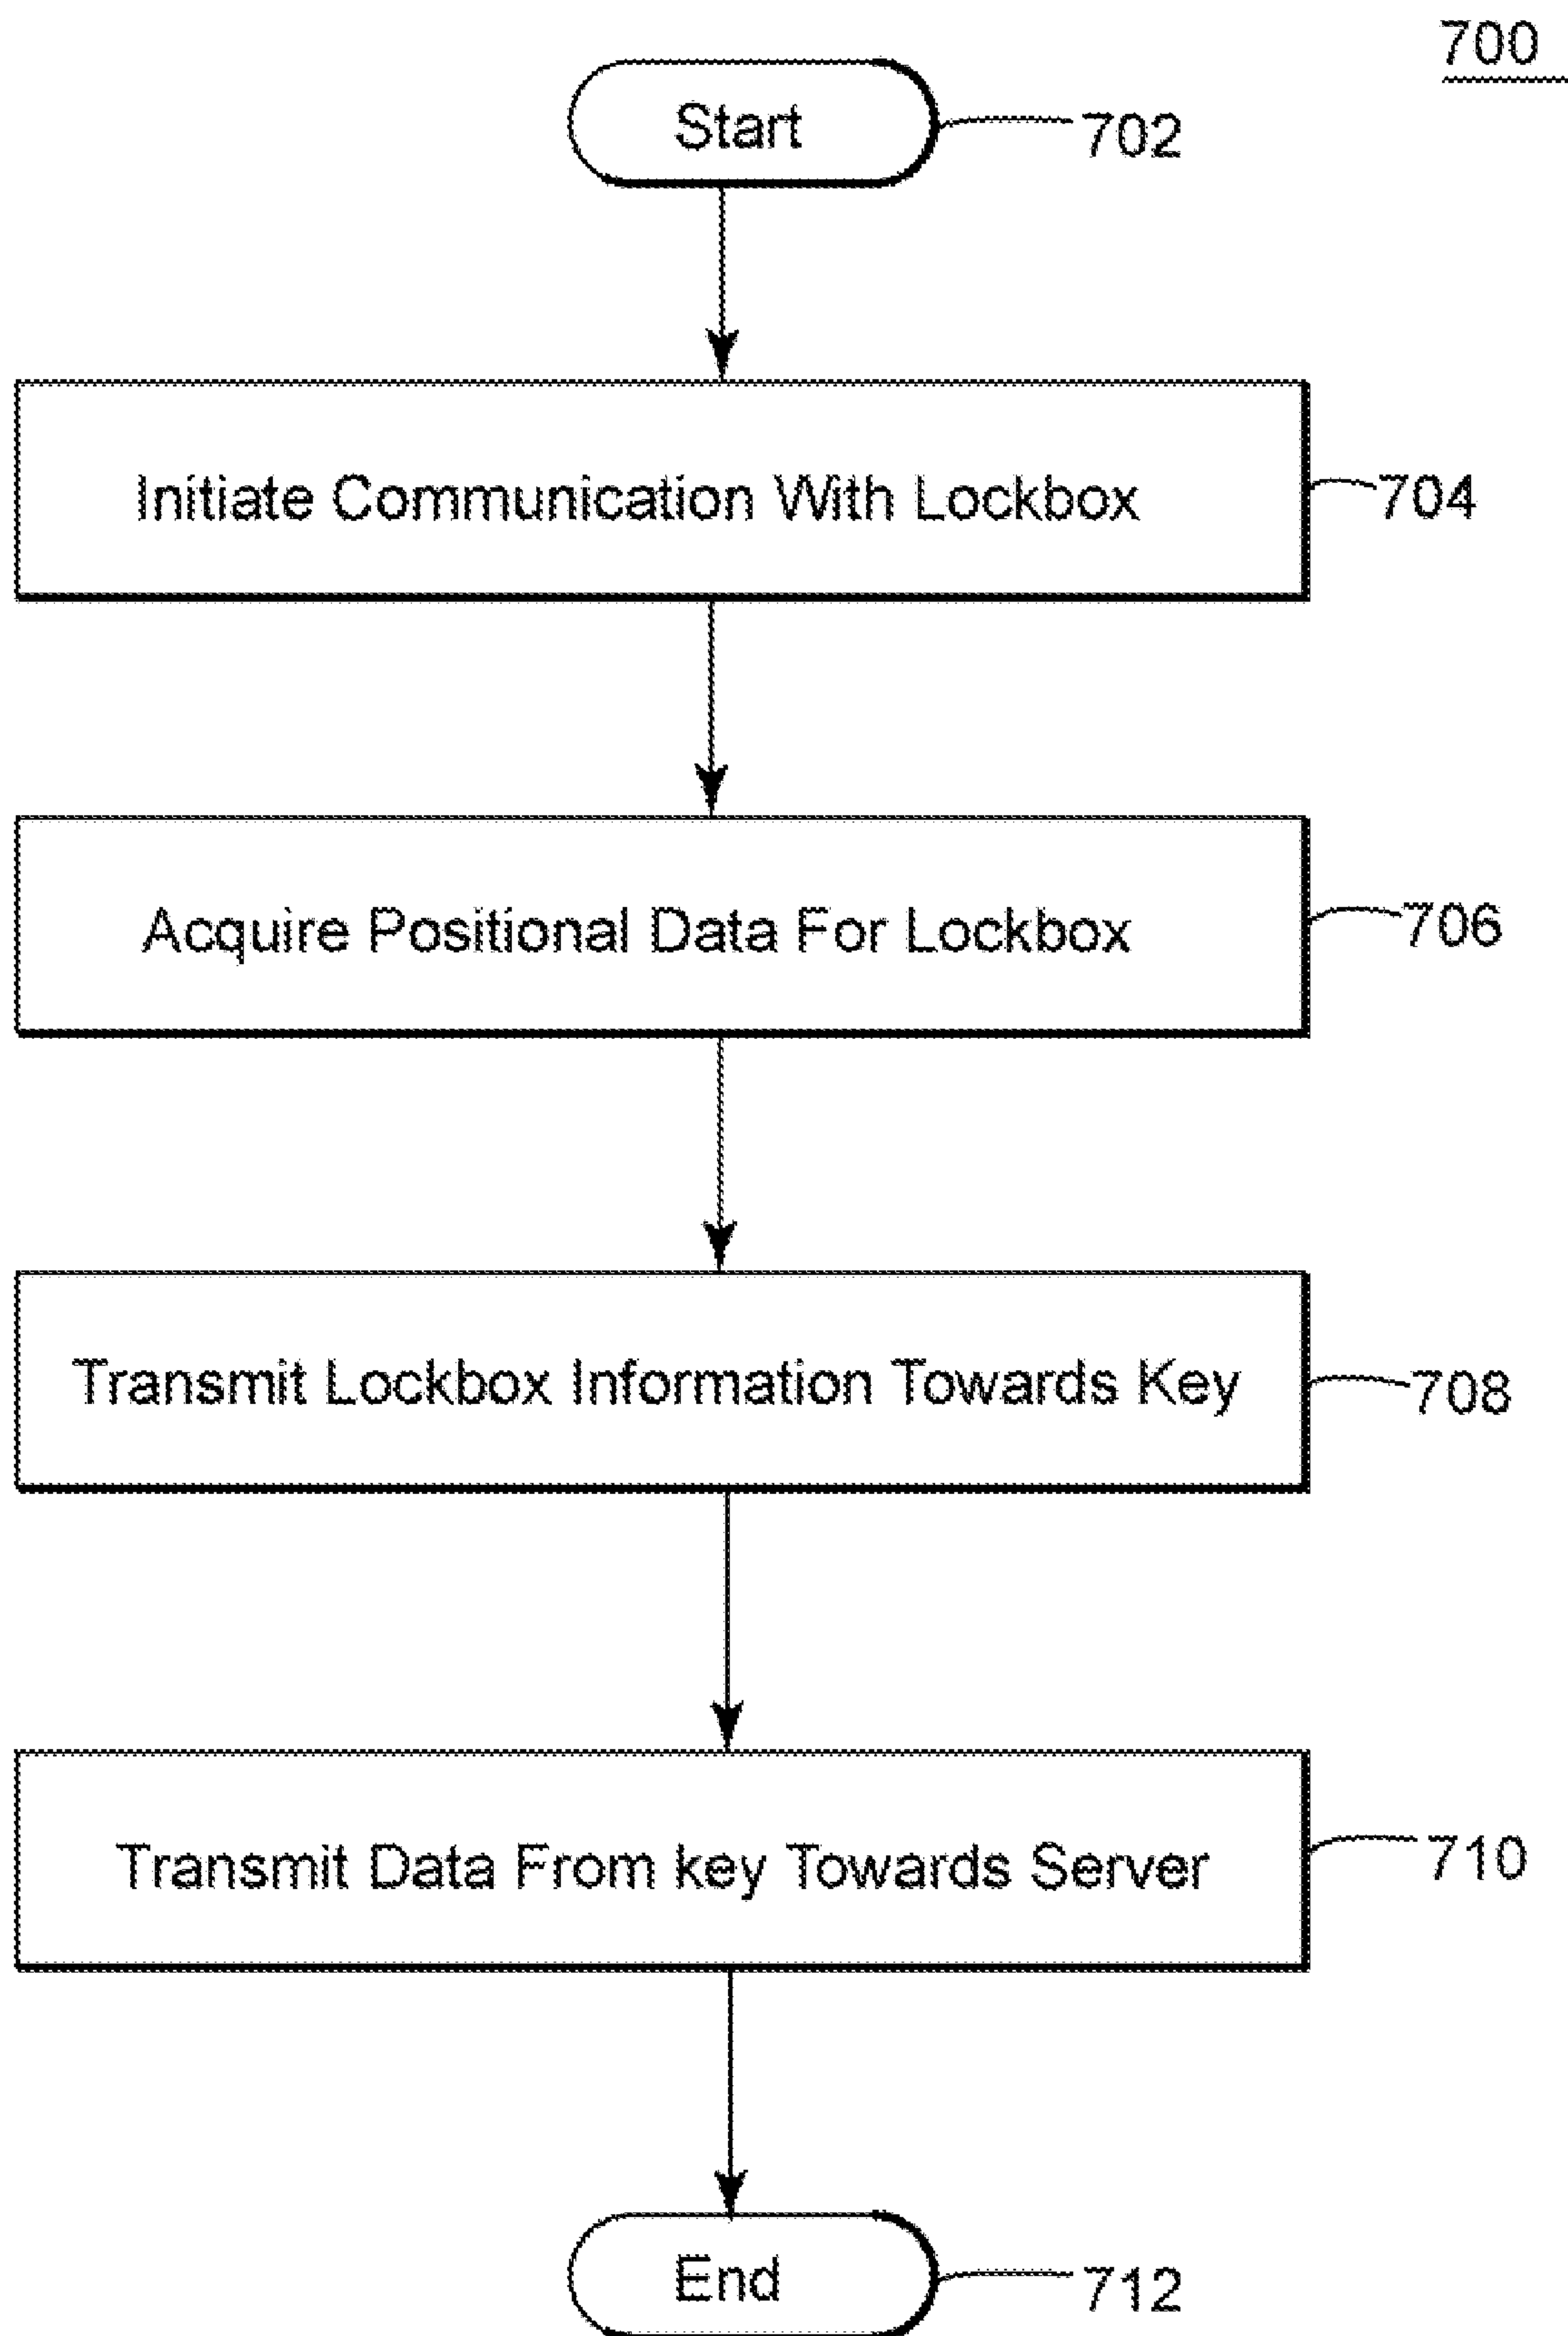 700
Start
702
Initiate Communication With Lockbox
704
Acquire Positional Data For Lockbox
706
Transmit Lockbox Information Towards Key
708
Transmit Data From key Towards Server
710
End
712